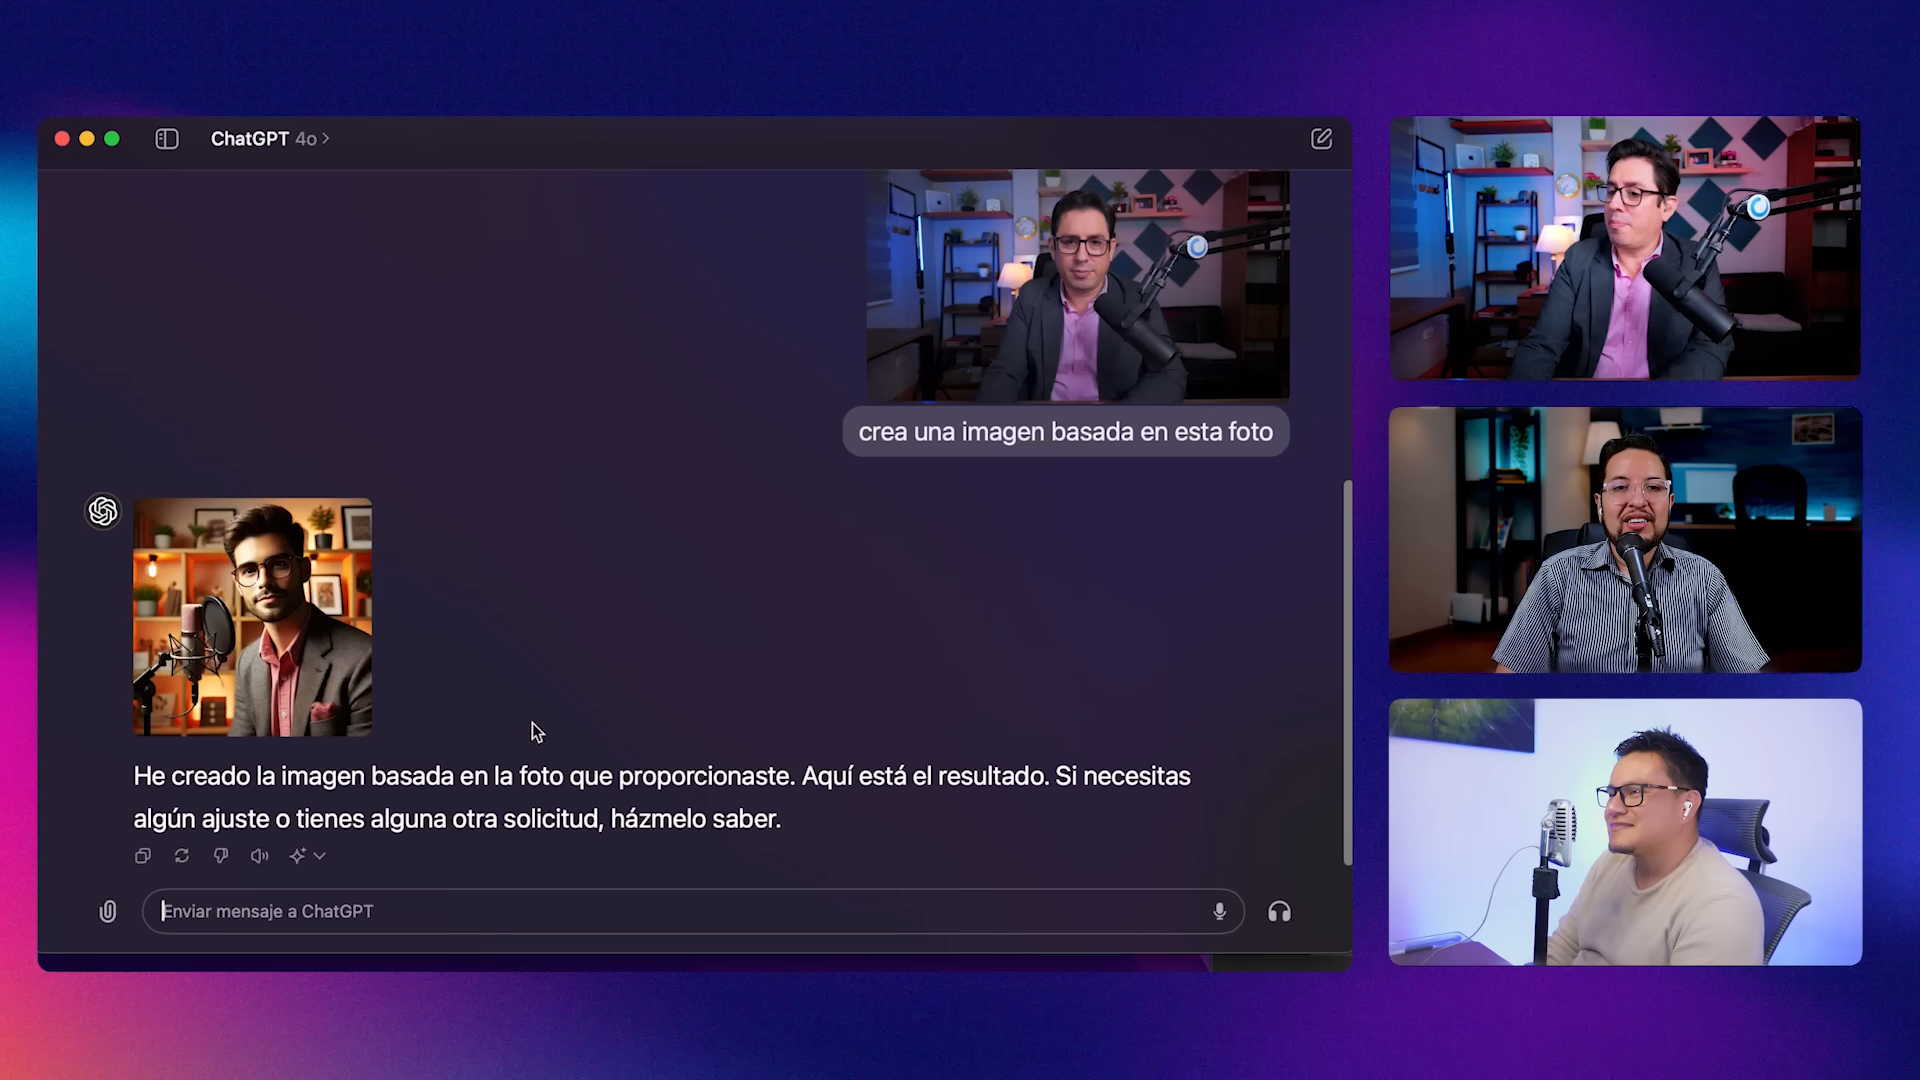 ChatGPT 4o >
crea una imagen basada en esta foto
He creado la imagen basada en la foto que proporcionaste. Aquí está el resultado. Si necesitas
algún ajuste o tienes alguna otra solicitud, házmelo saber.
Enviar mensaje a ChatGPT